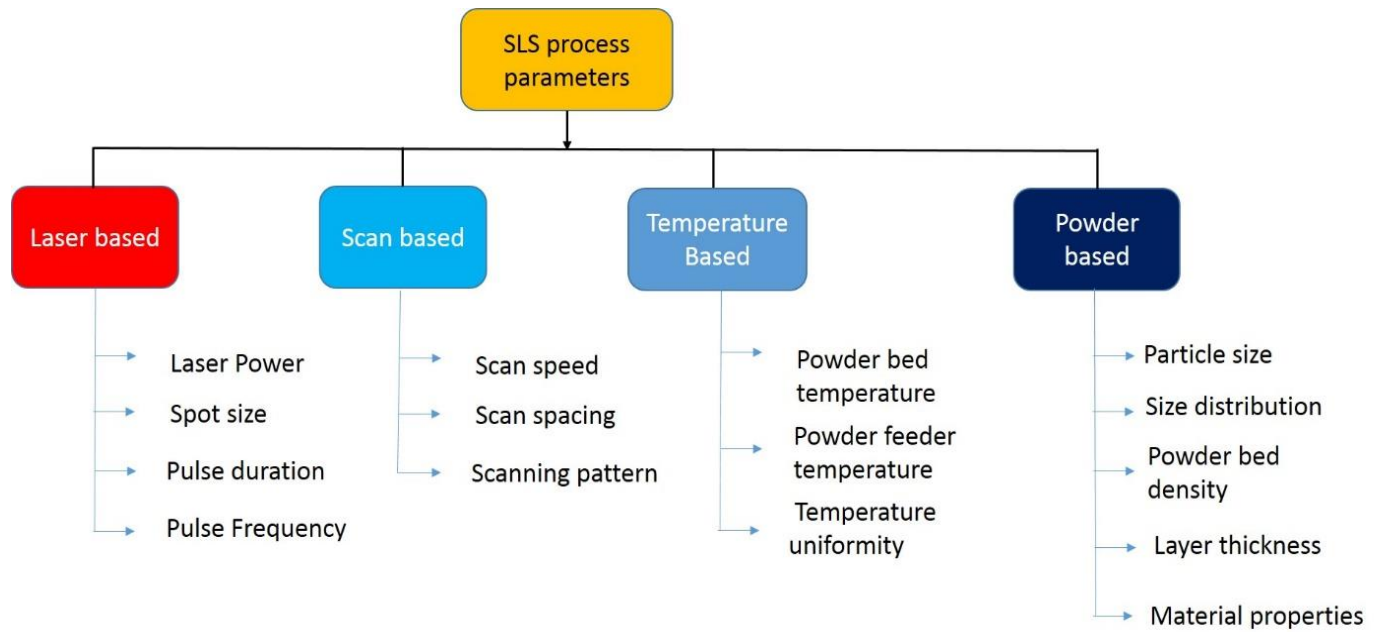 SLS process
parameters
Laser based
Laser Power
Spot size
Pulse duration
Pulse Frequency
Scan based
Scan speed
Scan spacing
Scanning pattern
Temperature
Based
Powder bed
temperature
Powder feeder
temperature
Temperature
uniformity
Powder
based
Particle size
Size distribution
Powder bed
density
Layer thickness
Material properties